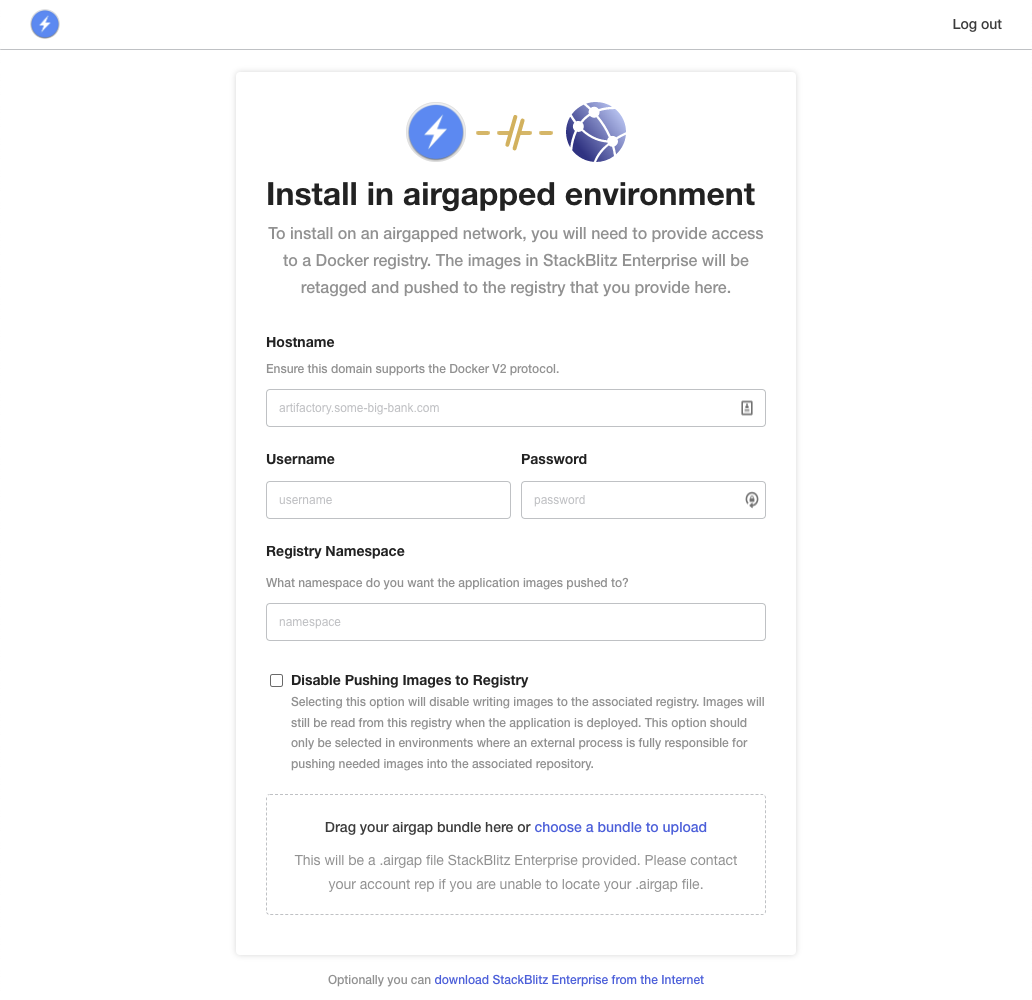 Log out
Install in airgapped environment
To install on an airgapped network, you will need to provide access
to a Docker registry. The images in StackBlitz Enterprise will be
retagged and pushed to the registry that you provide here.
Hostname
Ensure this domain supports the Docker V2 protocol.
artifactory.some-big-bank.com
Username Password
username password
Registry Namespace
What namespace do you want the application images pushed to?
namespace
Disable Pushing Images to Registry
Selecting this option will disable writing images to the associated registry. Images will
still be read from this registry when the application is deployed. This option should
only be selected in environments where an external process is fully responsible for
pushing needed images into the associated repository.
Drag your airgap bundle here or choose a bundle to upload
This will be a .airgap file StackBlitz Enterprise provided. Please contact
your account rep if you are unable to locate your .airgap file.
Optionally you can download StackBlitz Enterprise from the Internet